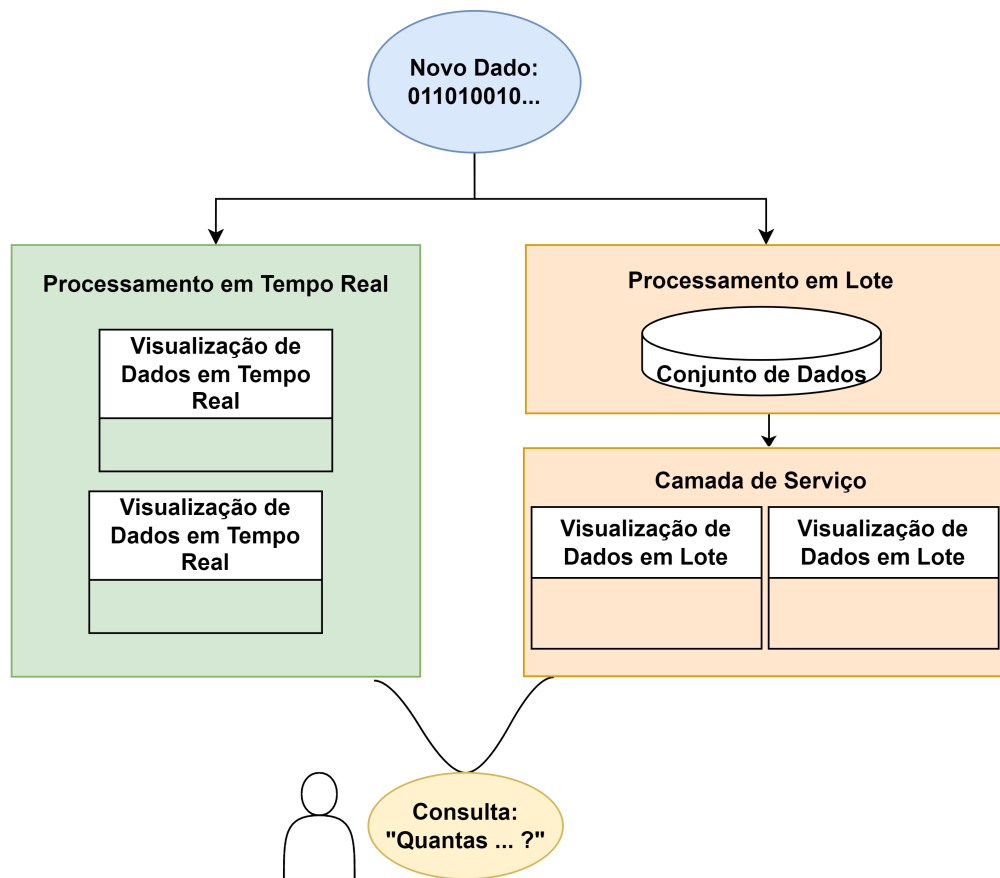 Novo Dado:
011010010...
Processamento em Tempo Real
Visualização de
Dados em Tempo
Real
Visualização de
Dados em Tempo
Real
Processamento em Lote
Conjunto de Dados
Camada de Serviço
Visualização de
Dados em Lote
Visualização de
Dados em Lote
Consulta:
"Quantas ... ?"